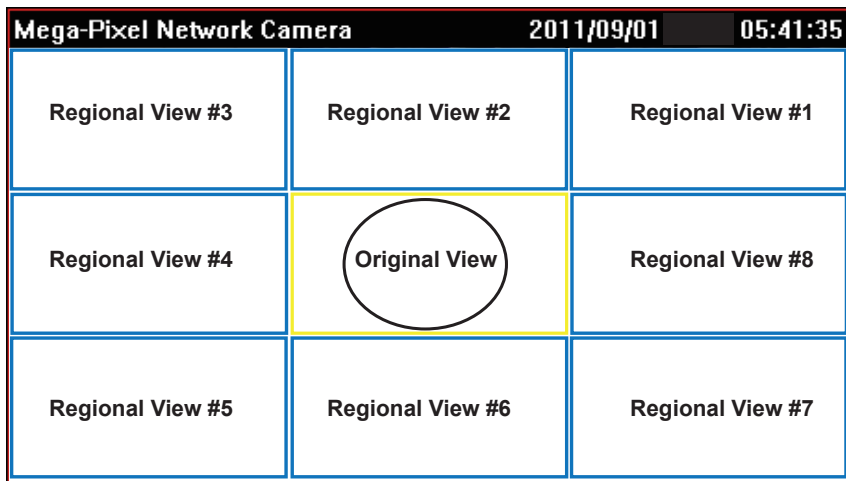 Mega-Pixel Network Camera 2011/09/01 05:41:35
Regional View #3 Regional View #2 Regional View #1
Regional View #4 Original View Regional View #8
Regional View #5 Regional View #6 Regional View #7